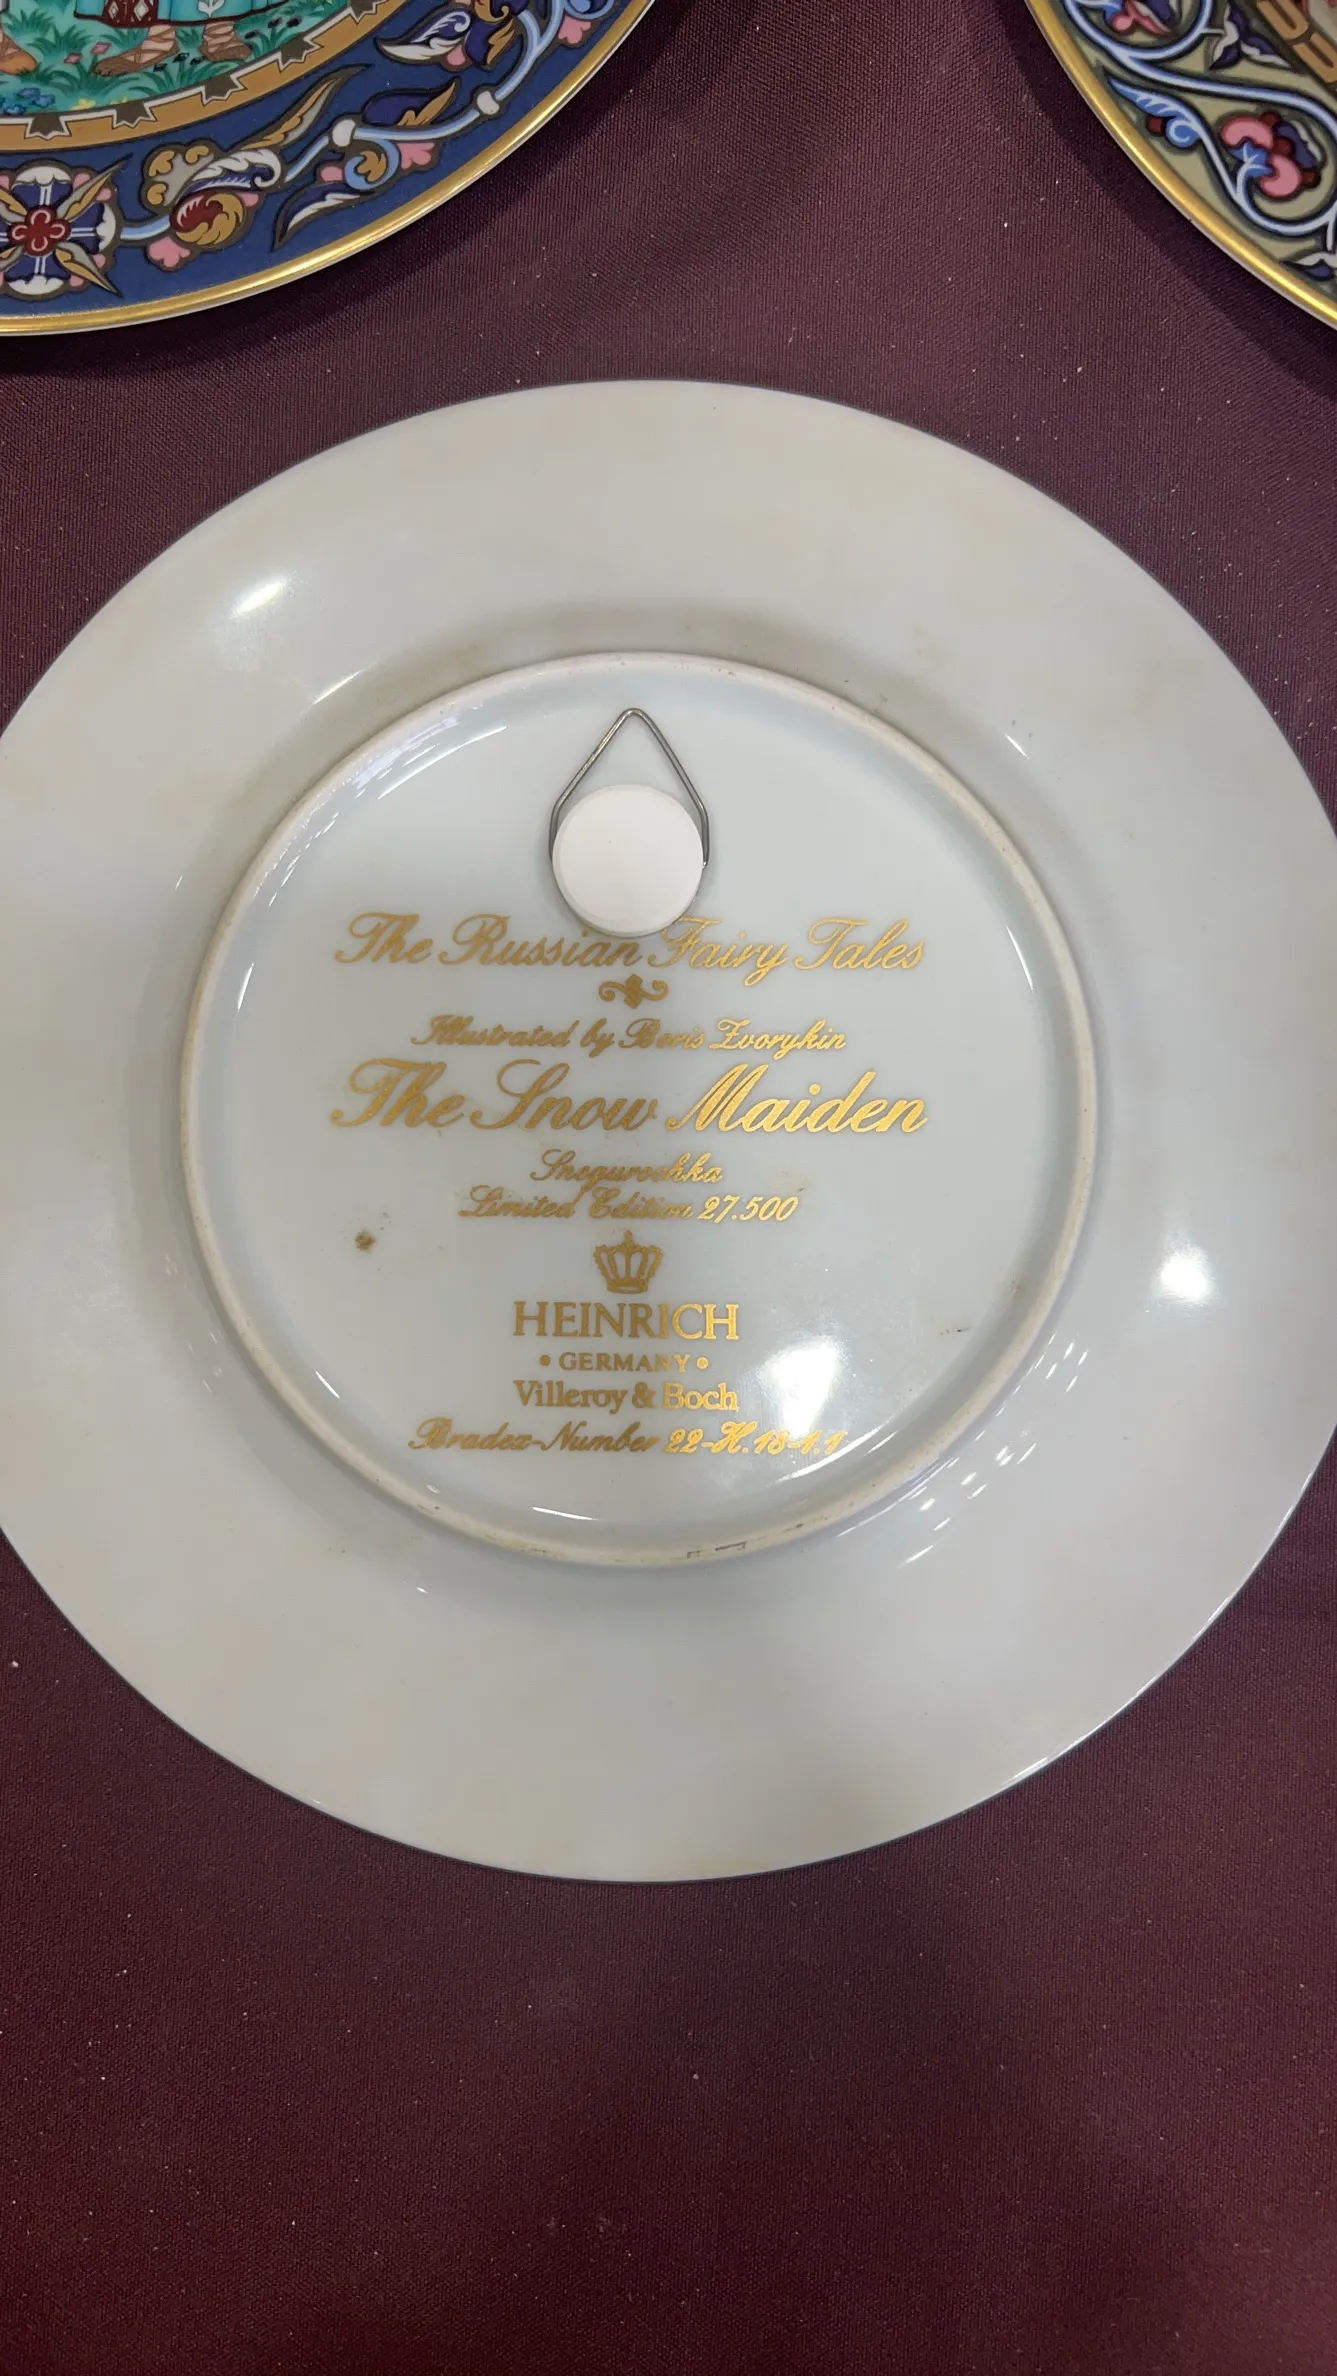 The Russian Fairy Tales
Illustrated by Boris Zvorykin
The Snow Maiden
Snegurochka
Limited Edition 27.500
HEINRICH
• GERMANY •
Villeroy & Boch
Bradex-Number 22-H.18-1.1